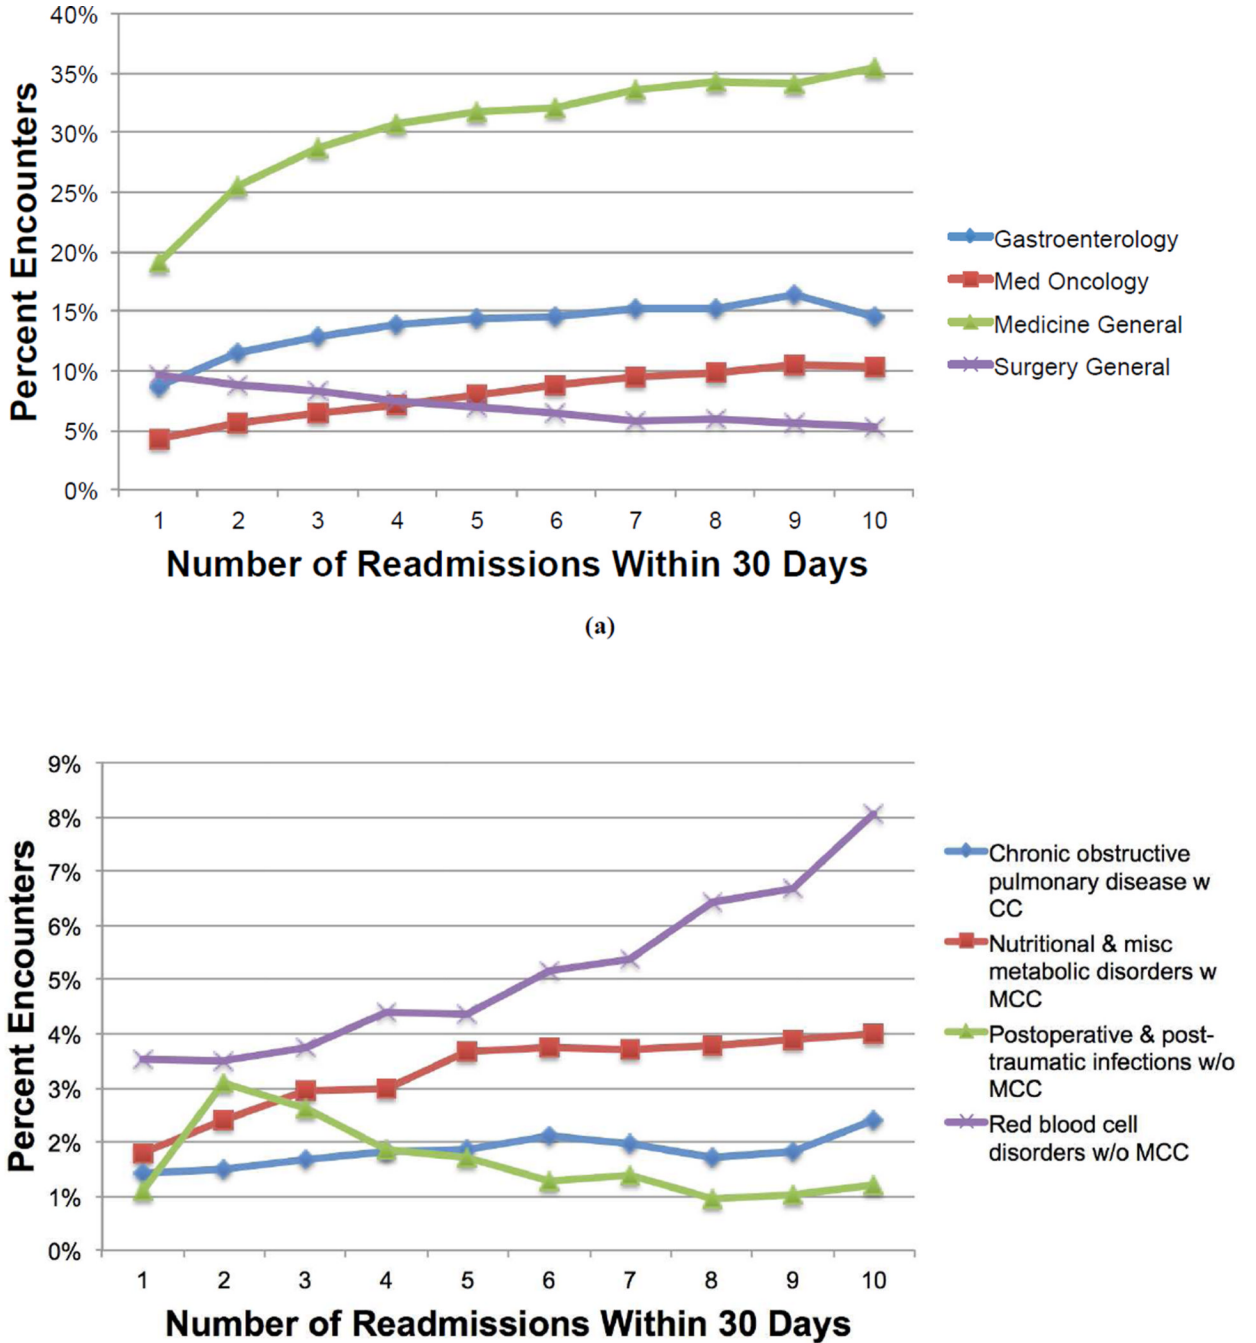 40%
35%
30%
25%
20%
15%
10%
5%
0%
Percent Encounters
1 2 3 4 5 6 7 8 9 10
Number of Readmissions Within 30 Days
Gastroenterology
Med Oncology
Medicine General
Surgery General
(a)
9%
8%
7%
6%
5%
4%
3%
2%
1%
0%
Percent Encounters
1 2 3 4 5 6 7 8 9 10
Number of Readmissions Within 30 Days
Chronic obstructive
pulmonary disease w
CC
Nutritional & misc
metabolic disorders w
MCC
Postoperative & post-
traumatic infections w/o
MCC
Red blood cell
disorders w/o MCC